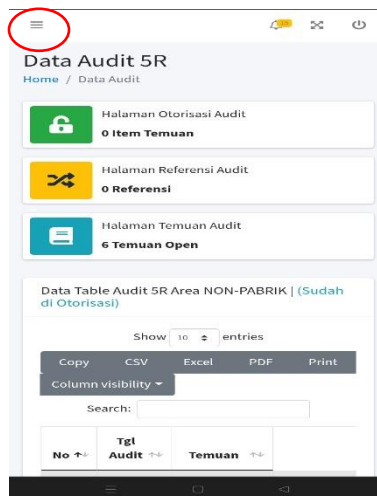 Data Audit 5R
Home / Data Audit
Halaman Otorisasi Audit
0 Item Temuan
Halaman Referensi Audit
0 Referensi
Halaman Temuan Audit
6 Temuan Open
Data Table Audit 5R Area NON-PABRIK | (Sudah
di Otorisasi)
Show 10 entries
Copy CSV Excel PDF Print
Column visibility
Search:
No Tgl Audit Temuan